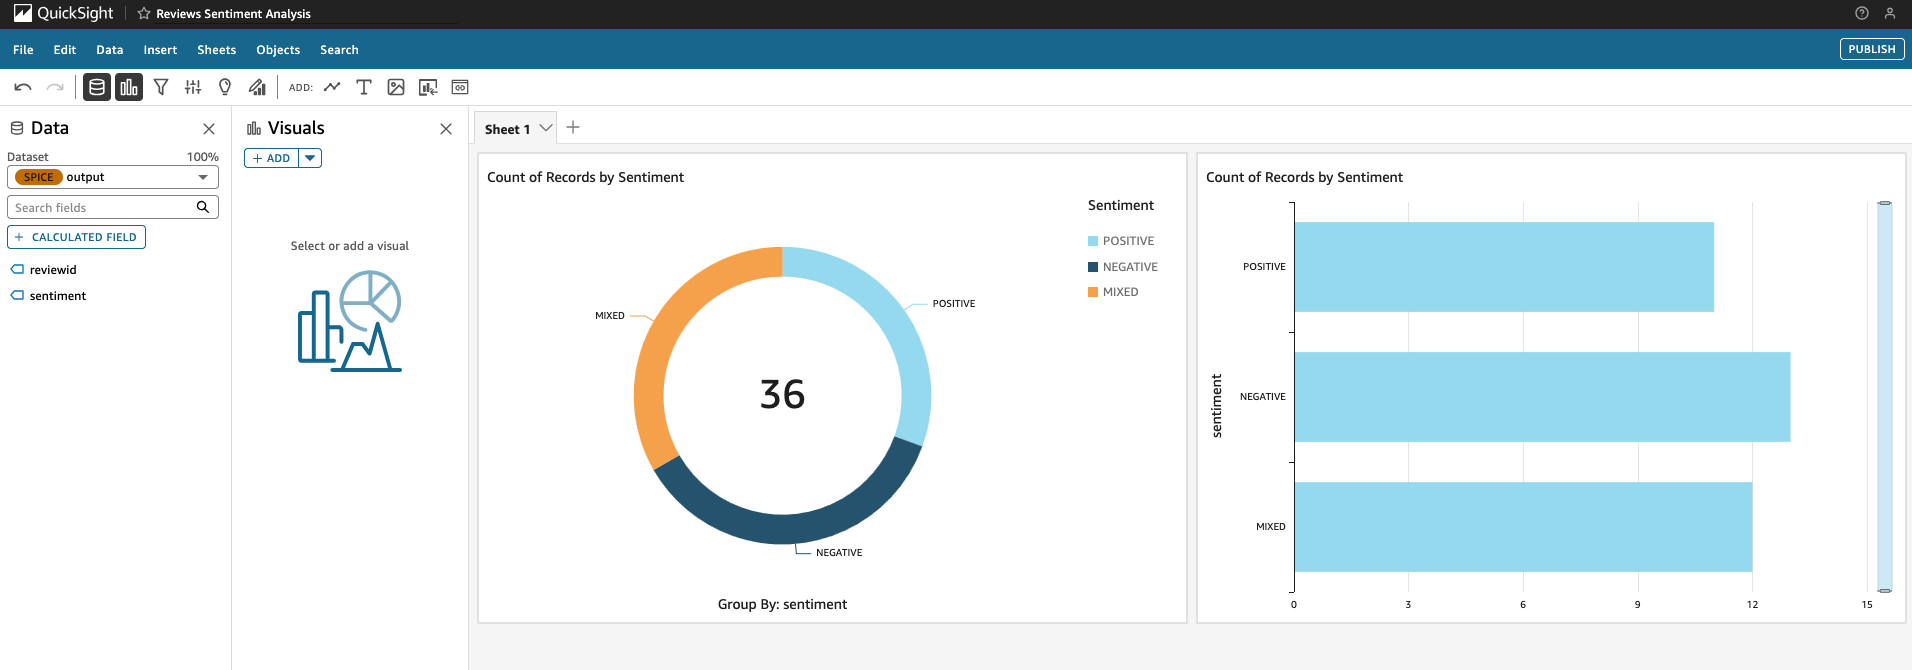 QuickSight
Reviews Sentiment Analysis
File Edit Data Insert Sheets Objects Search
PUBLISH
ADD:
Data
Dataset 100%
SPICE output
Search fields
CALCULATED FIELD
reviewid
sentiment
Visuals
ADD
Select or add a visual
Sheet 1
Count of Records by Sentiment
Sentiment
POSITIVE
NEGATIVE
MIXED
MIXED
POSITIVE
36
NEGATIVE
Group By: sentiment
Count of Records by Sentiment
sentiment
POSITIVE
NEGATIVE
MIXED
0 3 6 9 12 15